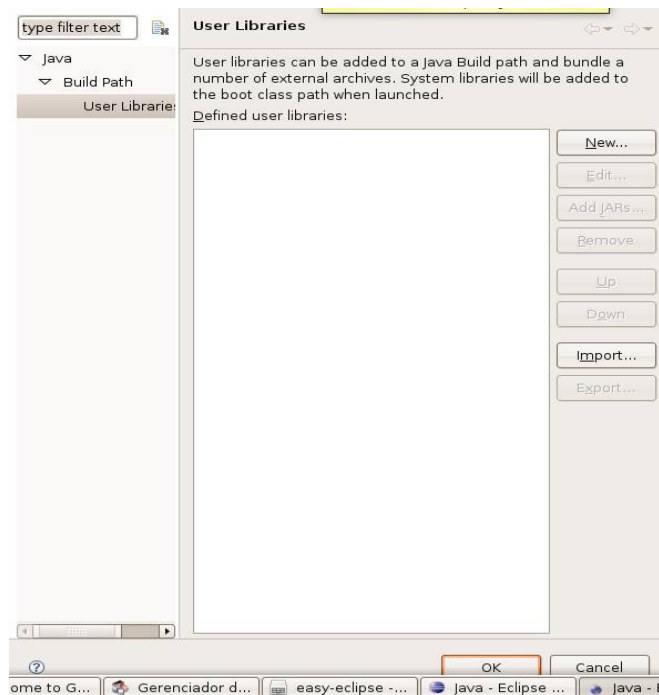 type filter text
User Libraries
Java
Build Path
User Librarie
User libraries can be added to a Java Build path and bundle a
number of external archives. System libraries will be added to
the boot class path when launched.
Defined user libraries:
New...
Edit...
Add JARs...
Remove
Up
Down
Import...
Export...
OK
Cancel
ome to G...
Gerenciador d...
easy-eclipse -...
Java - Eclipse ...
Java -